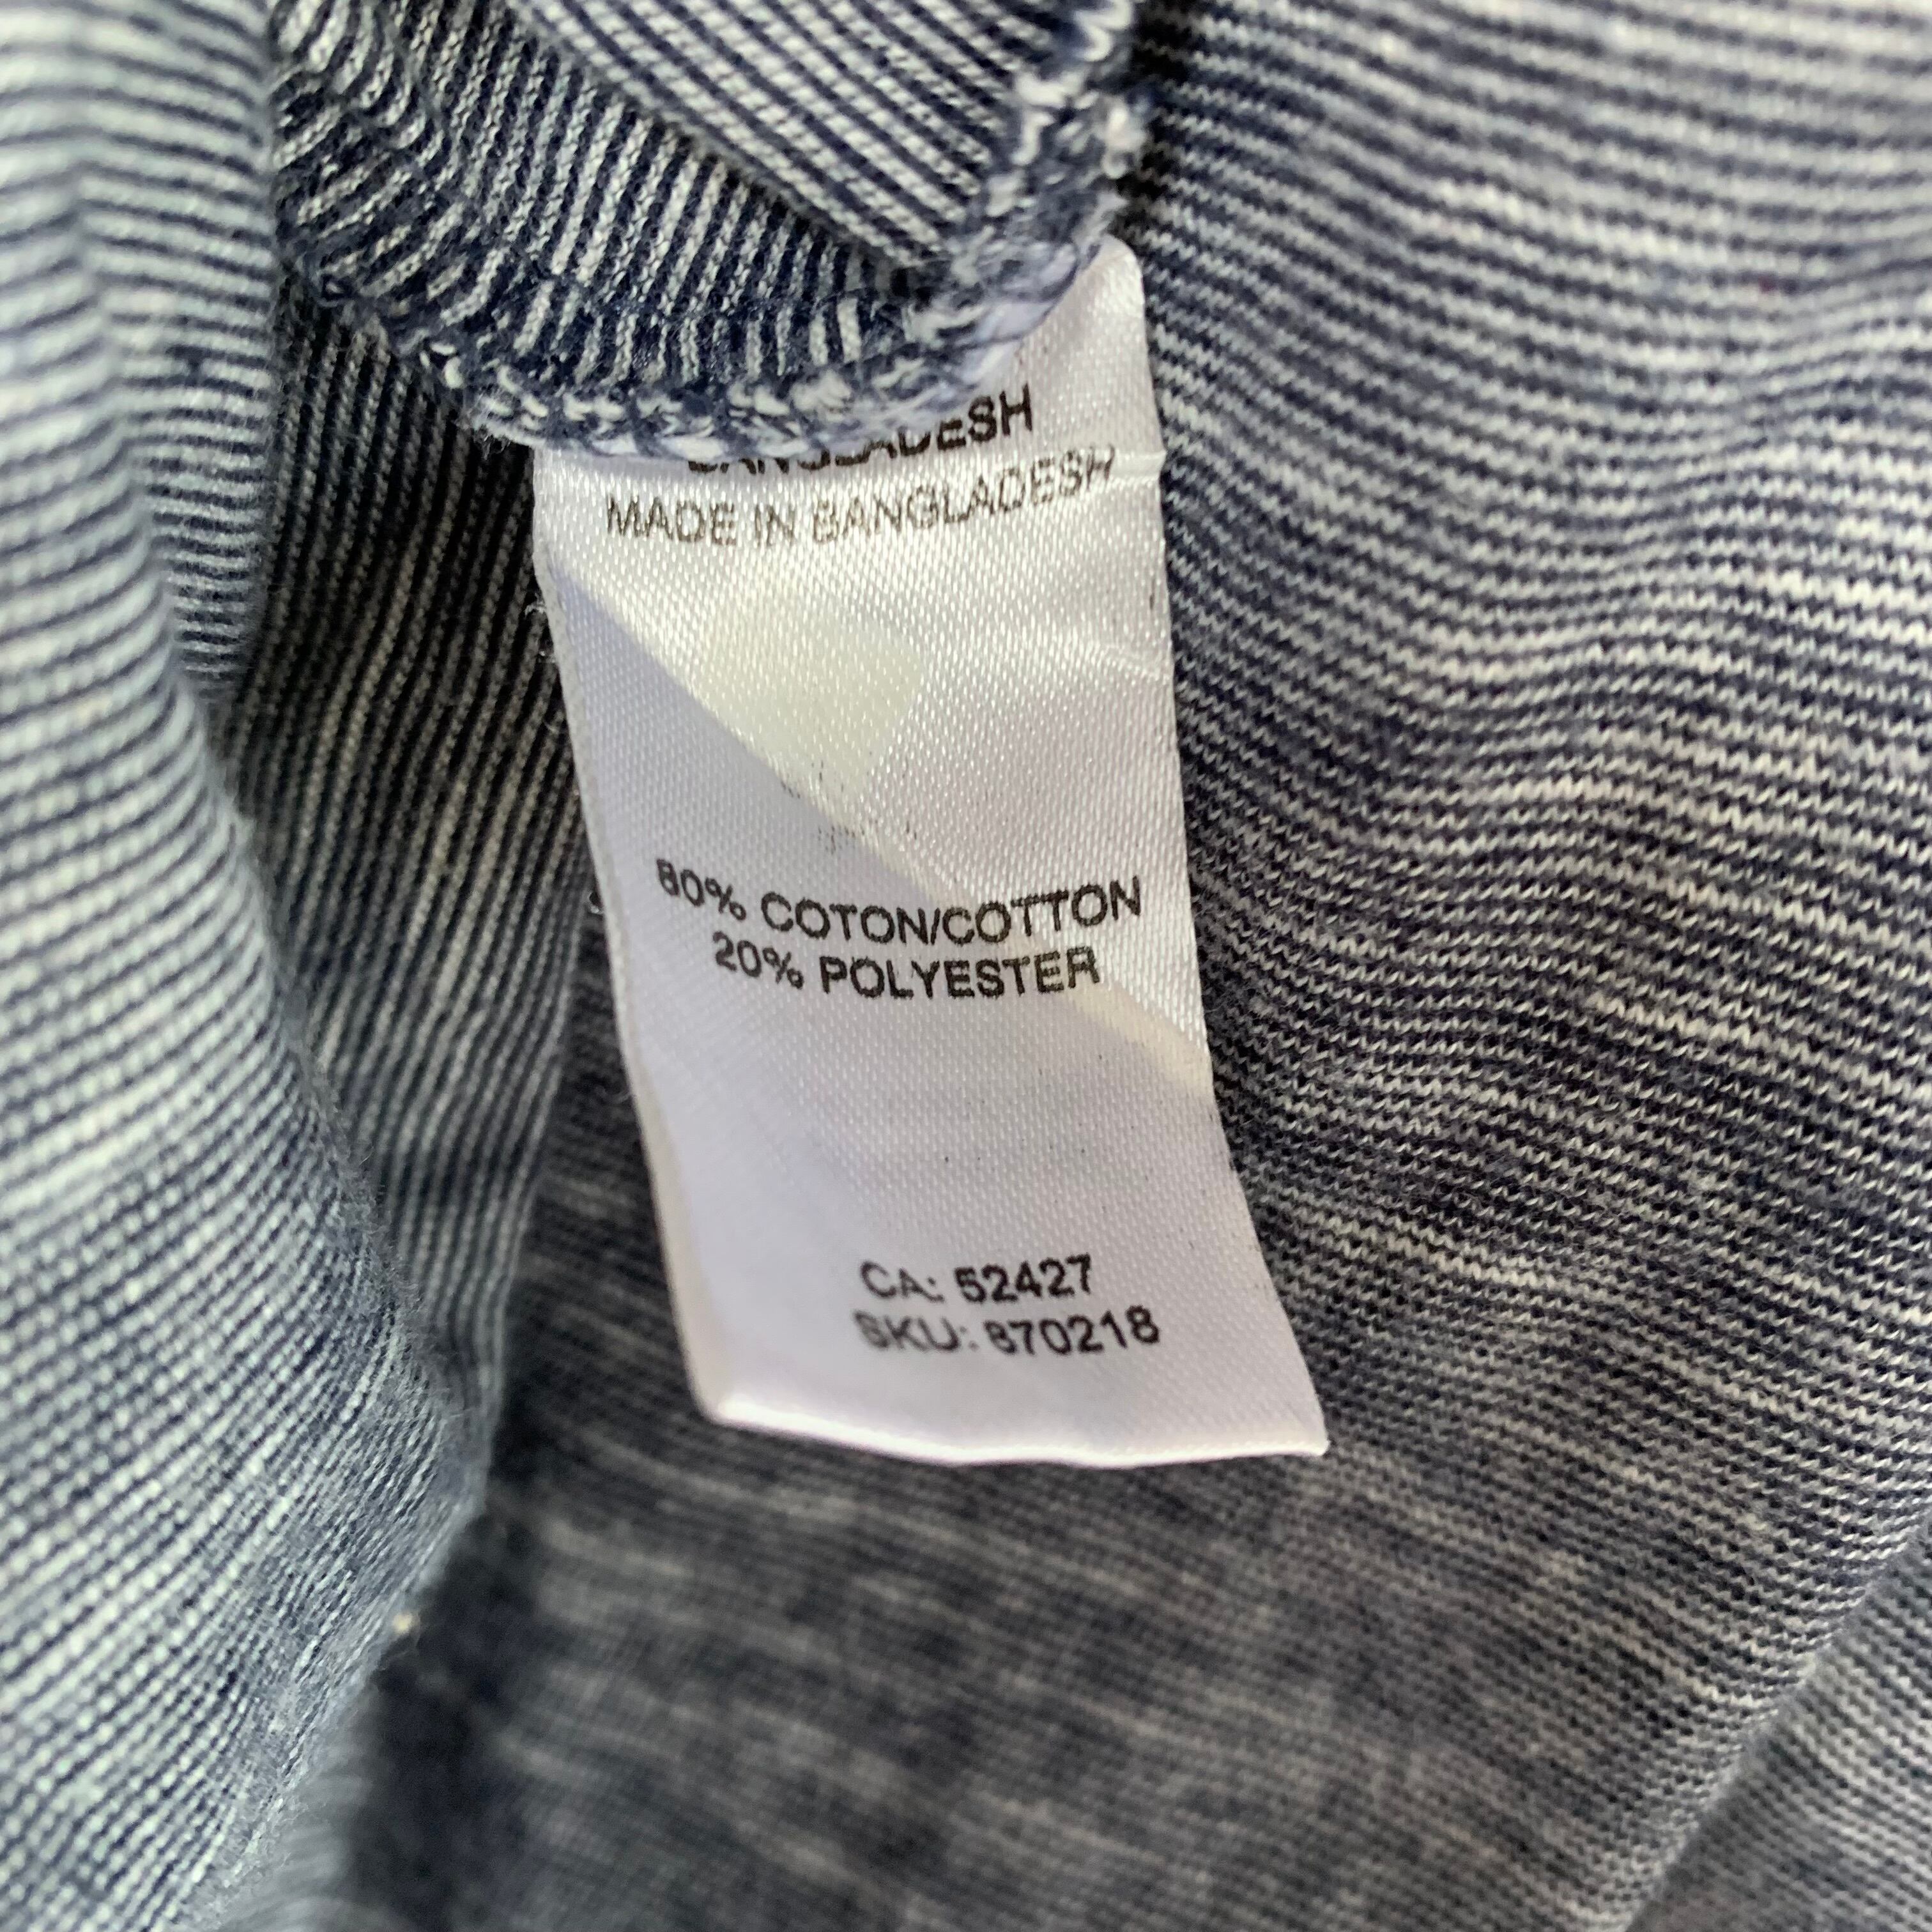 BANGLADESH
MADE IN BANGLADESH
80% COTON/COTTON
20% POLYESTER
CA: 52427
SKU: 870218